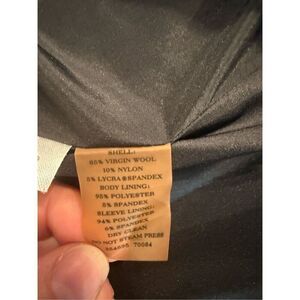 SHELL:
85% VIRGIN WOOL
10% NYLON
5% LYCRA®SPANDEX
BODY LINING:
95% POLYESTER
5% SPANDEX
SLEEVE LINING:
94% POLYESTER
6% SPANDEX
DRY CLEAN
DO NOT STEAM PRESS
70084